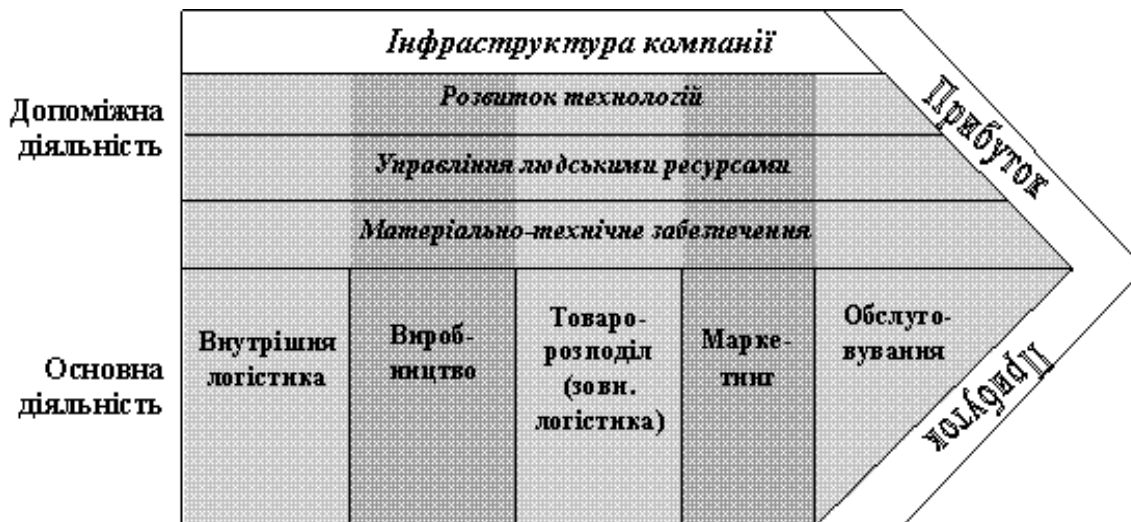 Інфраструктура компанії
Розвиток технологій
Управління людськими ресурсами
Матеріально-технічне забезпечення
Допоміжна
діяльність
Прибуток
Основна
діяльність
Внутрішня
логістика
Вироб-
ництво
Товаро-
розподіл
(зовн.
логістика)
Марке-
тинг
Обслуго-
вування
Прибуток